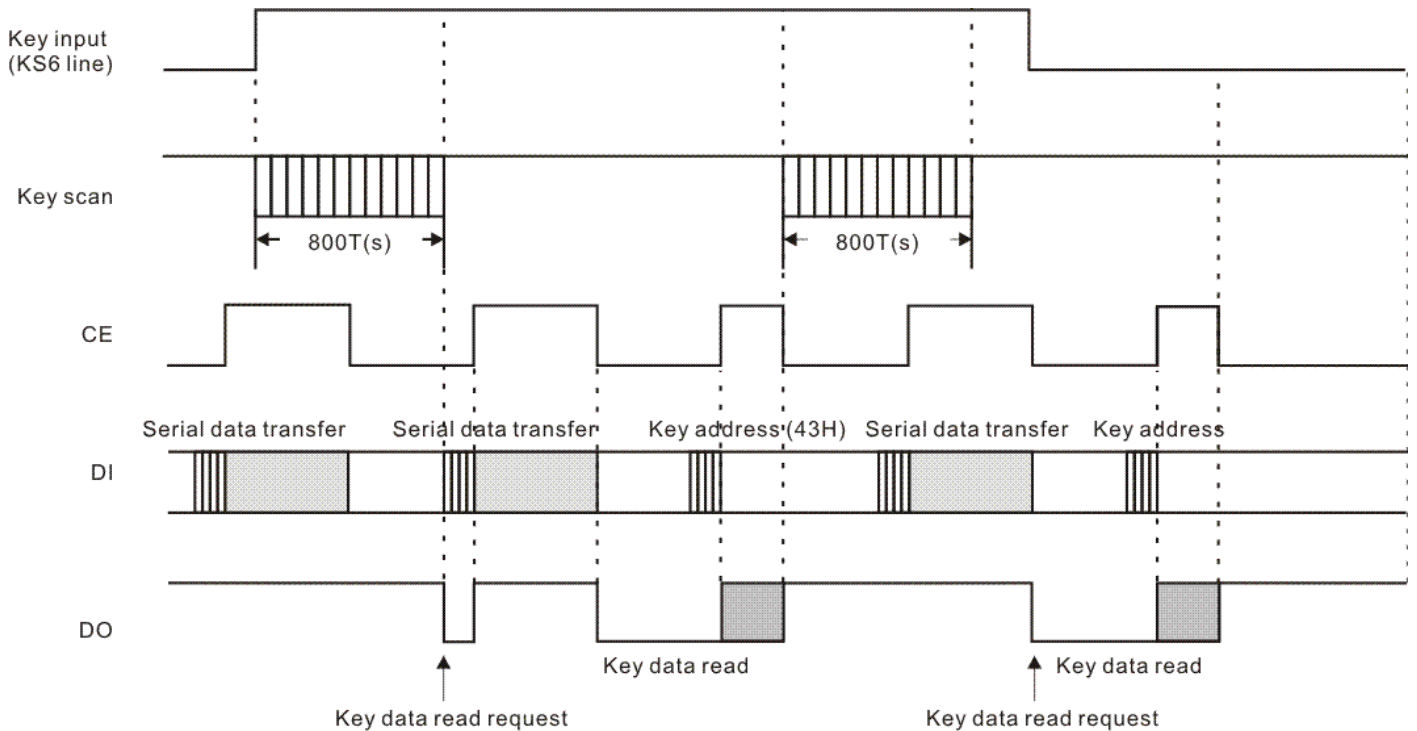 Key input
(KS6 line)
Key scan
800T(s)
800T(s)
CE
Serial data transfer
Serial data transfer
Key address (43H)
Serial data transfer
Key address
DI
DO
Key data read
Key data read
Key data read request
Key data read request